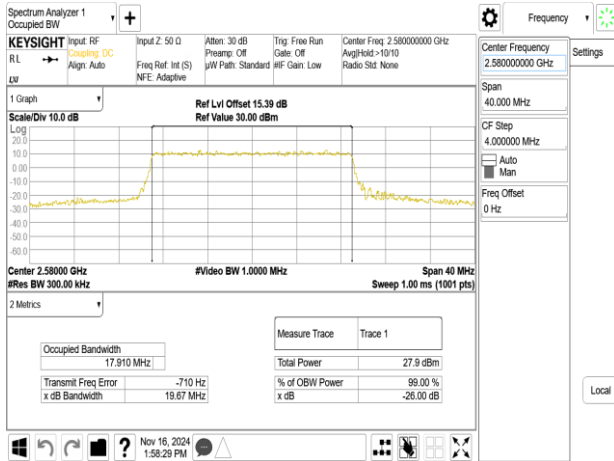 Spectrum Analyzer 1
Occupied BW
+
Frequency
KEYSIGHT
RL
Input: RF
Coupling: DC
Align: Auto
Input Z: 50 Ω
Freq Ref: Int (S)
NFE: Adaptive
Atten: 30 dB
Preamp: Off
µW Path: Standard
Trig: Free Run
Gate: Off
#IF Gain: Low
Center Freq: 2.580000000 GHz
Avg|Hold:>10/10
Radio Std: None
Center Frequency
2.580000000 GHz
Settings
Span
40.000 MHz
CF Step
4.000000 MHz
Auto
Man
Freq Offset
0 Hz
Local
1 Graph
Scale/Div 10.0 dB
Ref Lvl Offset 15.39 dB
Ref Value 30.00 dBm
Log
20.0
10.0
0.00
-10.0
-20.0
-30.0
-40.0
-50.0
-60.0
Center 2.58000 GHz
#Video BW 1.0000 MHz
Span 40 MHz
#Res BW 300.00 kHz
Sweep 1.00 ms (1001 pts)
2 Metrics
Measure Trace
Trace 1
Occupied Bandwidth
17.910 MHz
Total Power
27.9 dBm
Transmit Freq Error
-710 Hz
% of OBW Power
99.00 %
x dB Bandwidth
19.67 MHz
x dB
-26.00 dB
?
Nov 16, 2024
1:58:29 PM